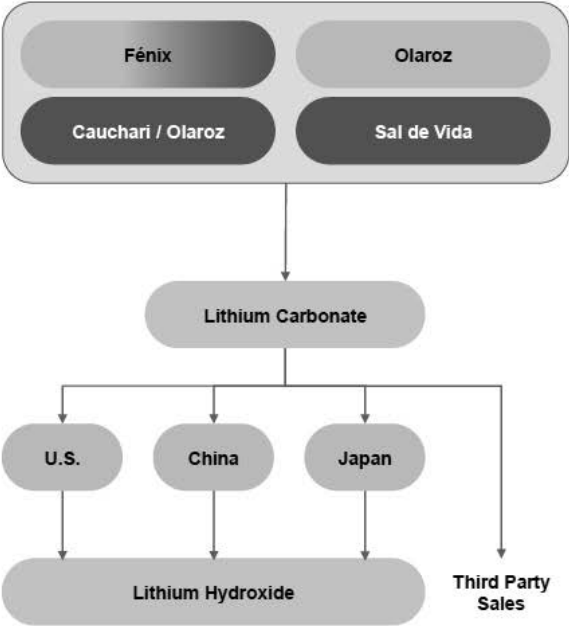 Fénix
Olaroz
Cauchari / Olaroz
Sal de Vida
Lithium Carbonate
U.S.
China
Japan
Lithium Hydroxide
Third Party
Sales